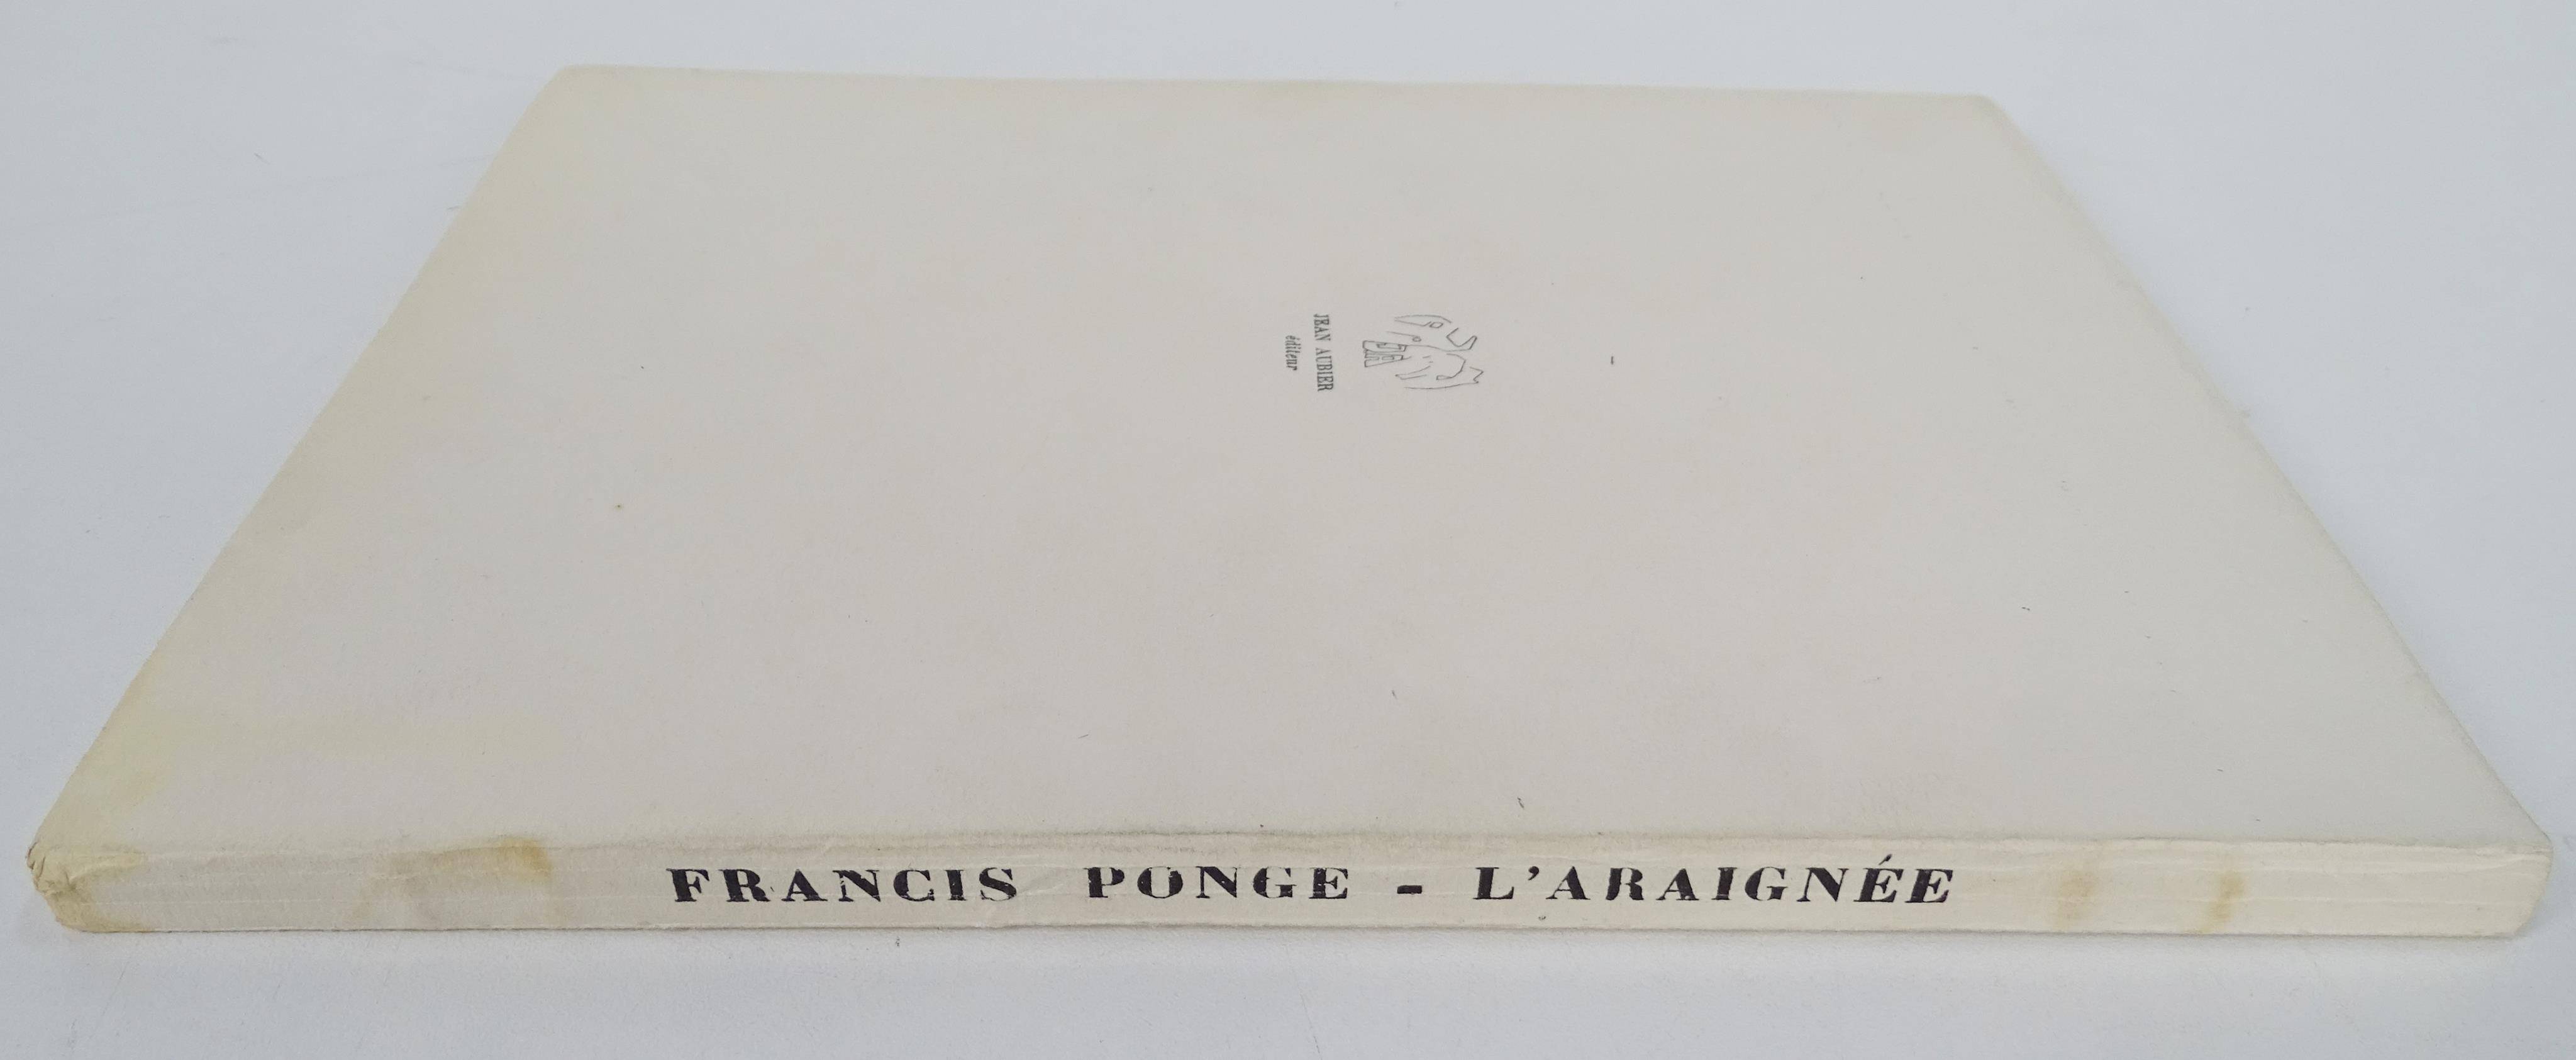 JEAN AUBIER
éditeur
FRANCIS PONGE - L'ARAIGNÉE